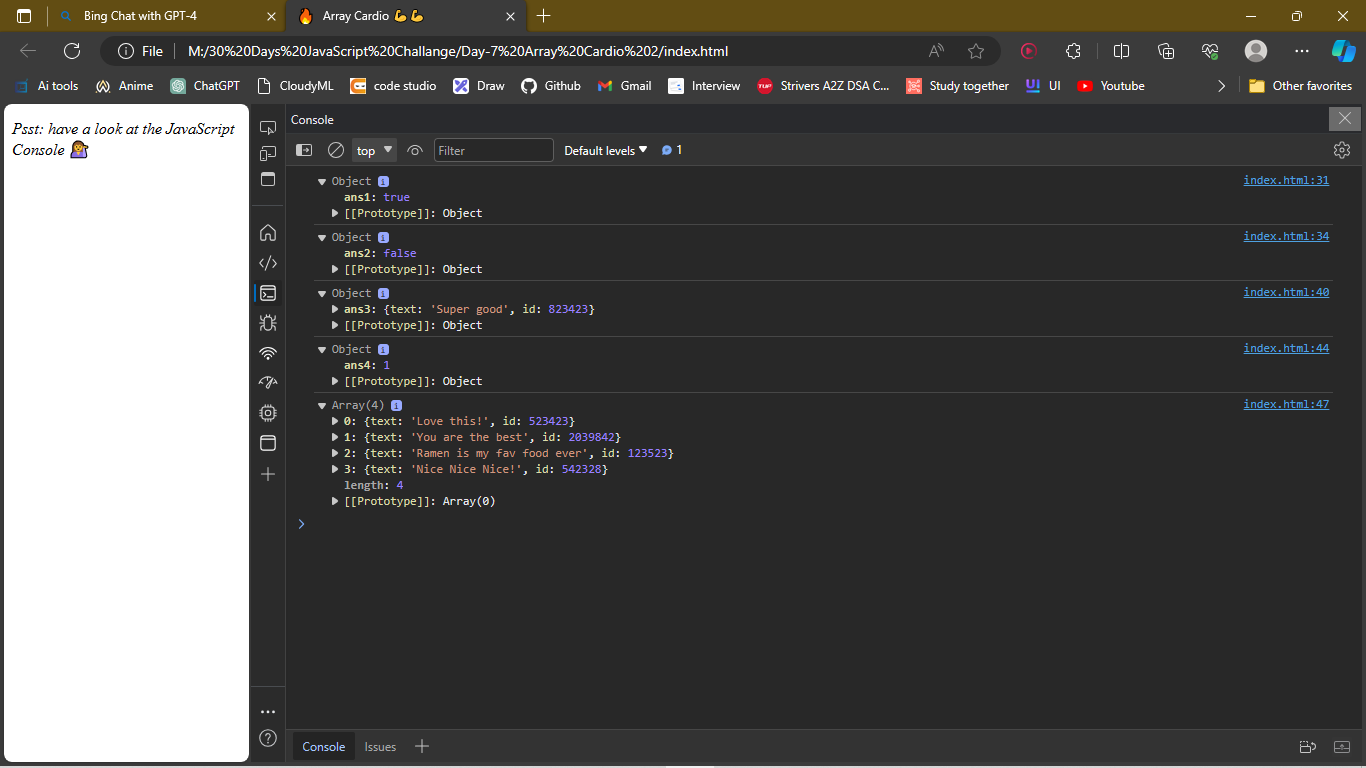 Bing Chat with GPT-4
Array Cardio 💪💪
File M:/30%20Days%20JavaScript%20Challange/Day-7%20Array%20Cardio%202/index.html
Ai tools Anime ChatGPT CloudyML code studio Draw Github Gmail Interview Strivers A2Z DSA C... Study together UI Youtube Other favorites
Psst: have a look at the JavaScript
Console 💁
Console
top Filter Default levels 1
Object i index.html:31
ans1: true
[[Prototype]]: Object
Object i index.html:34
ans2: false
[[Prototype]]: Object
Object i index.html:40
ans3: {text: 'Super good', id: 823423}
[[Prototype]]: Object
Object i index.html:44
ans4: 1
[[Prototype]]: Object
Array(4) i index.html:47
0: {text: 'Love this!', id: 523423}
1: {text: 'You are the best', id: 2039842}
2: {text: 'Ramen is my fav food ever', id: 123523}
3: {text: 'Nice Nice Nice!', id: 542328}
length: 4
[[Prototype]]: Array(0)
Console Issues